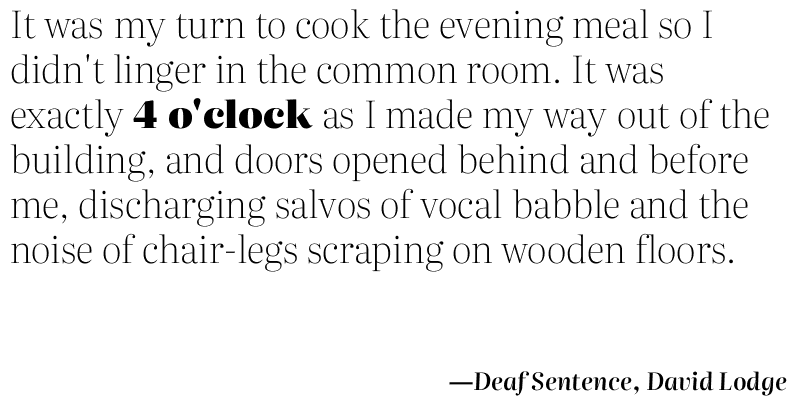 It was my turn to cook the evening meal so I
didn't linger in the common room. It was
exactly 4 o'clock as I made my way out of the
building, and doors opened behind and before
me, discharging salvos of vocal babble and the
noise of chair-legs scraping on wooden floors.
—Deaf Sentence, David Lodge